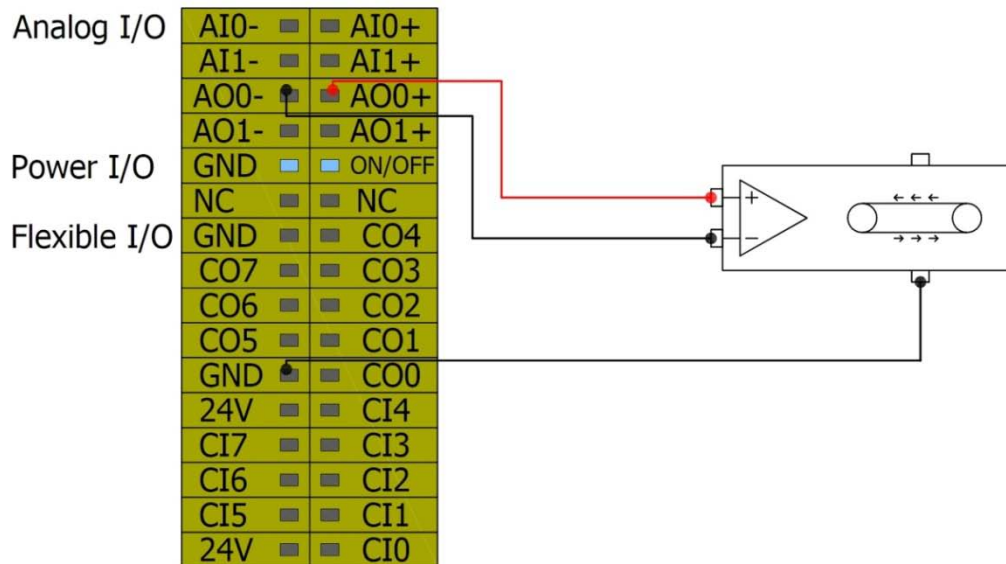 Analog I/O AI0- AI0+
AI1- AI1+
AO0- AO0+
AO1- AO1+
Power I/O GND ON/OFF
NC NC
Flexible I/O GND CO4
CO7 CO3
CO6 CO2
CO5 CO1
GND CO0
24V CI4
CI7 CI3
CI6 CI2
CI5 CI1
24V CI0
+
−